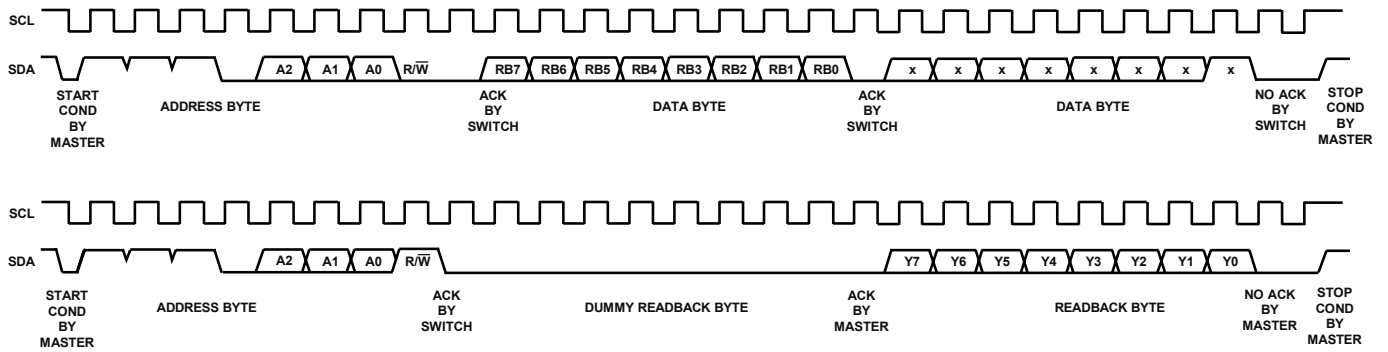 SCL
SDA A2 A1 A0 R/W̅ RB7 RB6 RB5 RB4 RB3 RB2 RB1 RB0 x x x x x x x x
START
COND
BY
MASTER
ADDRESS BYTE
ACK
BY
SWITCH
DATA BYTE
ACK
BY
SWITCH
DATA BYTE
NO ACK
BY
SWITCH
STOP
COND
BY
MASTER
SCL
SDA A2 A1 A0 R/W̅ Y7 Y6 Y5 Y4 Y3 Y2 Y1 Y0
START
COND
BY
MASTER
ADDRESS BYTE
ACK
BY
SWITCH
DUMMY READBACK BYTE
ACK
BY
MASTER
READBACK BYTE
NO ACK
BY
MASTER
STOP
COND
BY
MASTER